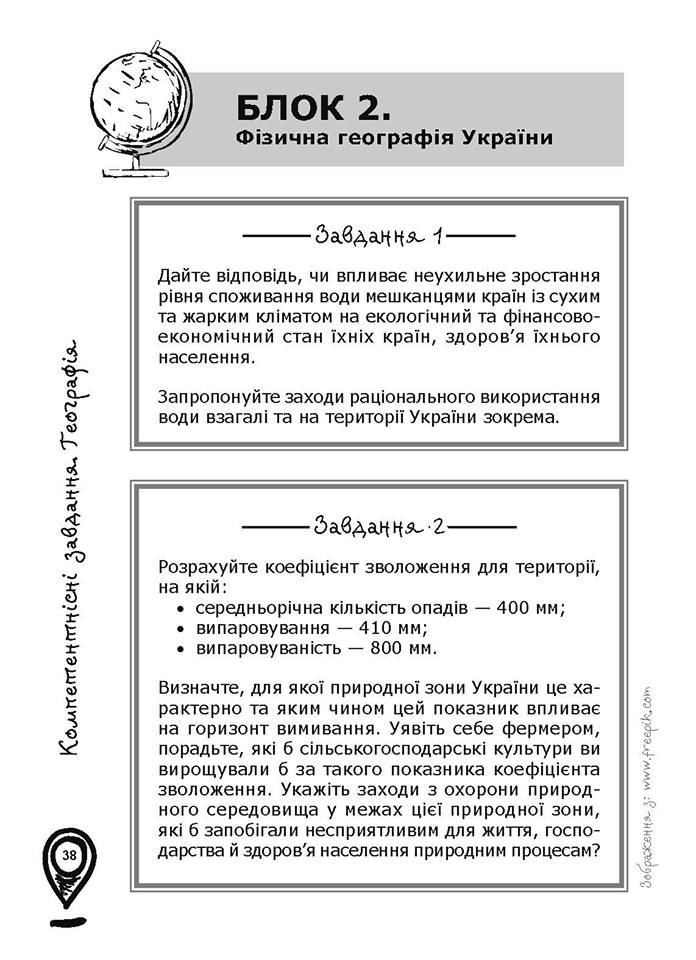 БЛОК 2.
Фізична географія України
Завдання 1
Дайте відповідь, чи впливає неухильне зростання
рівня споживання води мешканцями країн із сухим
та жарким кліматом на екологічний та фінансово-
економічний стан їхніх країн, здоров’я їхнього
населення.
Запропонуйте заходи раціонального використання
води взагалі та на території України зокрема.
Завдання 2
Розрахуйте коефіцієнт зволоження для території,
на якій:
• середньорічна кількість опадів — 400 мм;
• випаровування — 410 мм;
• випаровуваність — 800 мм.
Визначте, для якої природної зони України це ха-
рактерно та яким чином цей показник впливає
на горизонт вимивання. Уявіть себе фермером,
порадьте, які б сільськогосподарські культури ви
вирощували б за такого показника коефіцієнта
зволоження. Укажіть заходи з охорони природ-
ного середовища у межах цієї природної зони,
які б запобігали несприятливим для життя, госпо-
дарства й здоров’я населення природним процесам?
Компетентнісні завдання. Географія
38
Зображення з: www.freepik.com